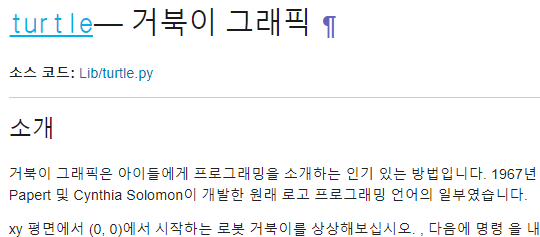 turtle— 거북이 그래픽 ¶
소스 코드: Lib/turtle.py
소개
거북이 그래픽은 아이들에게 프로그래밍을 소개하는 인기 있는 방법입니다. 1967년
Papert 및 Cynthia Solomon이 개발한 원래 로고 프로그래밍 언어의 일부였습니다.
xy 평면에서 (0, 0)에서 시작하는 로봇 거북이를 상상해보십시오. , 다음에 명령 을 내